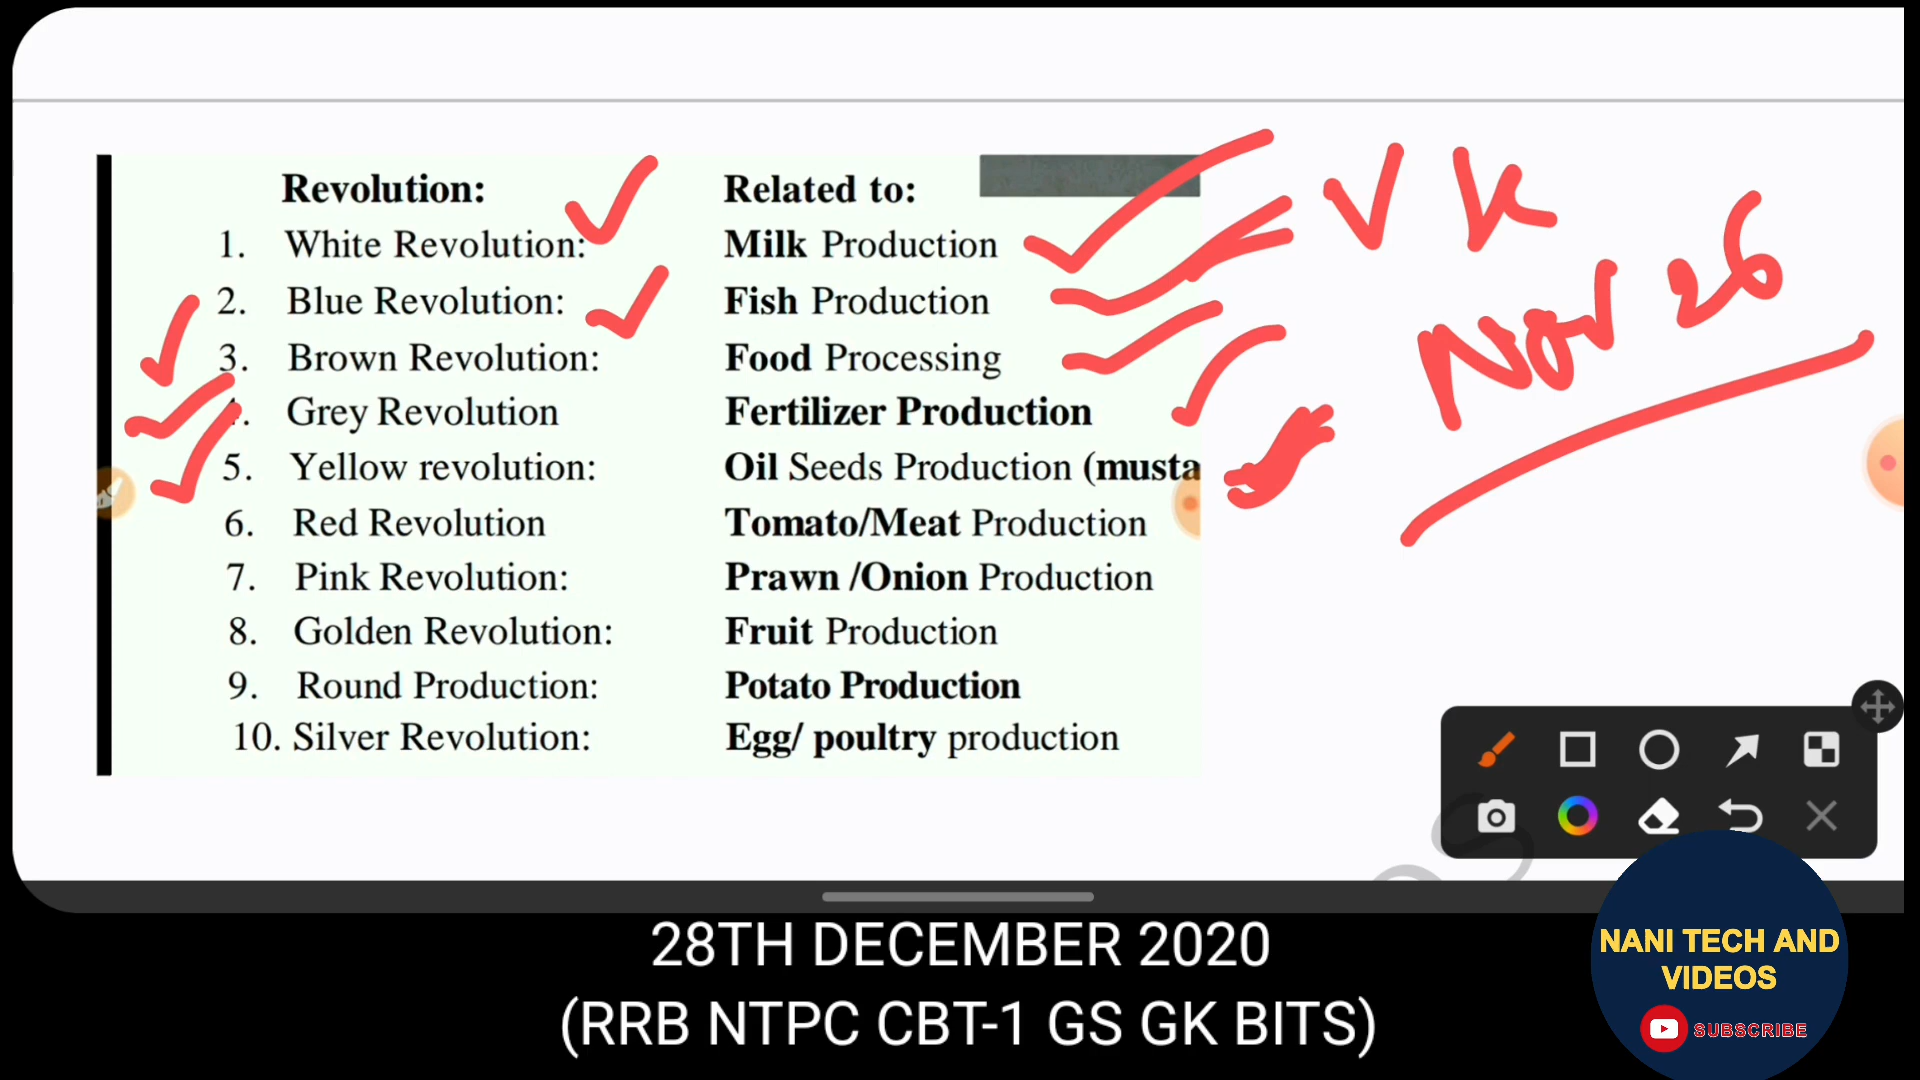 Revolution: Related to:
1. White Revolution: Milk Production
2. Blue Revolution: Fish Production
3. Brown Revolution: Food Processing
4. Grey Revolution Fertilizer Production
5. Yellow revolution: Oil Seeds Production (musta
6. Red Revolution Tomato/Meat Production
7. Pink Revolution: Prawn /Onion Production
8. Golden Revolution: Fruit Production
9. Round Production: Potato Production
10. Silver Revolution: Egg/ poultry production
V K
Nov 26
28TH DECEMBER 2020
(RRB NTPC CBT-1 GS GK BITS)
NANI TECH AND
VIDEOS
SUBSCRIBE